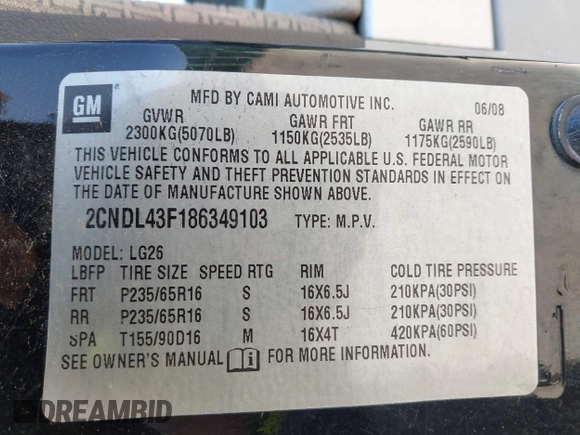 GM
MFD BY CAMI AUTOMOTIVE INC. 06/08
GVWR GAWR FRT GAWR RR
2300KG(5070LB) 1150KG(2535LB) 1175KG(2590LB)
THIS VEHICLE CONFORMS TO ALL APPLICABLE U.S. FEDERAL MOTOR
VEHICLE SAFETY AND THEFT PREVENTION STANDARDS IN EFFECT ON
THE DATE OF MANUFACTURE SHOWN ABOVE.
2CNDL43F186349103 TYPE: M.P.V.
MODEL: LG26
LBFP TIRE SIZE SPEED RTG RIM COLD TIRE PRESSURE
FRT P235/65R16 S 16X6.5J 210KPA(30PSI)
RR P235/65R16 S 16X6.5J 210KPA(30PSI)
SPA T155/90D16 M 16X4T 420KPA(60PSI)
SEE OWNER'S MANUAL i FOR MORE INFORMATION.
DREAMBID